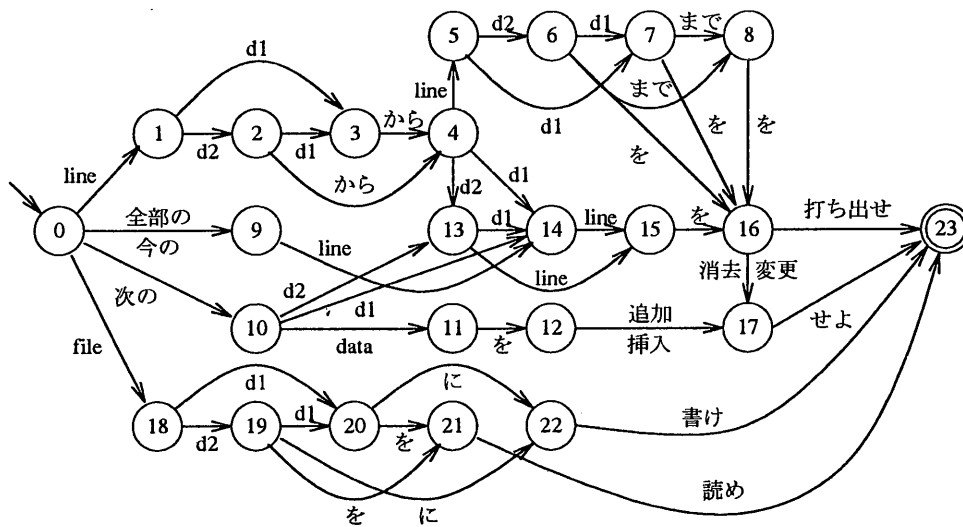 5 d2 6 d1 7 まで 8
d1
line まで
d1
を を を
1 d2 2 d1 3 から 4
から d1
line d2
0 全部の 9 13 d1 14 line 15 を 16 打ち出せ 23
今の line line 消去 変更
次の d2
d1
10 data 11 を 12 追加 17 せよ
挿入
file
d1 に
18 d2 19 d1 20 を 21 22 書け
を に 読め